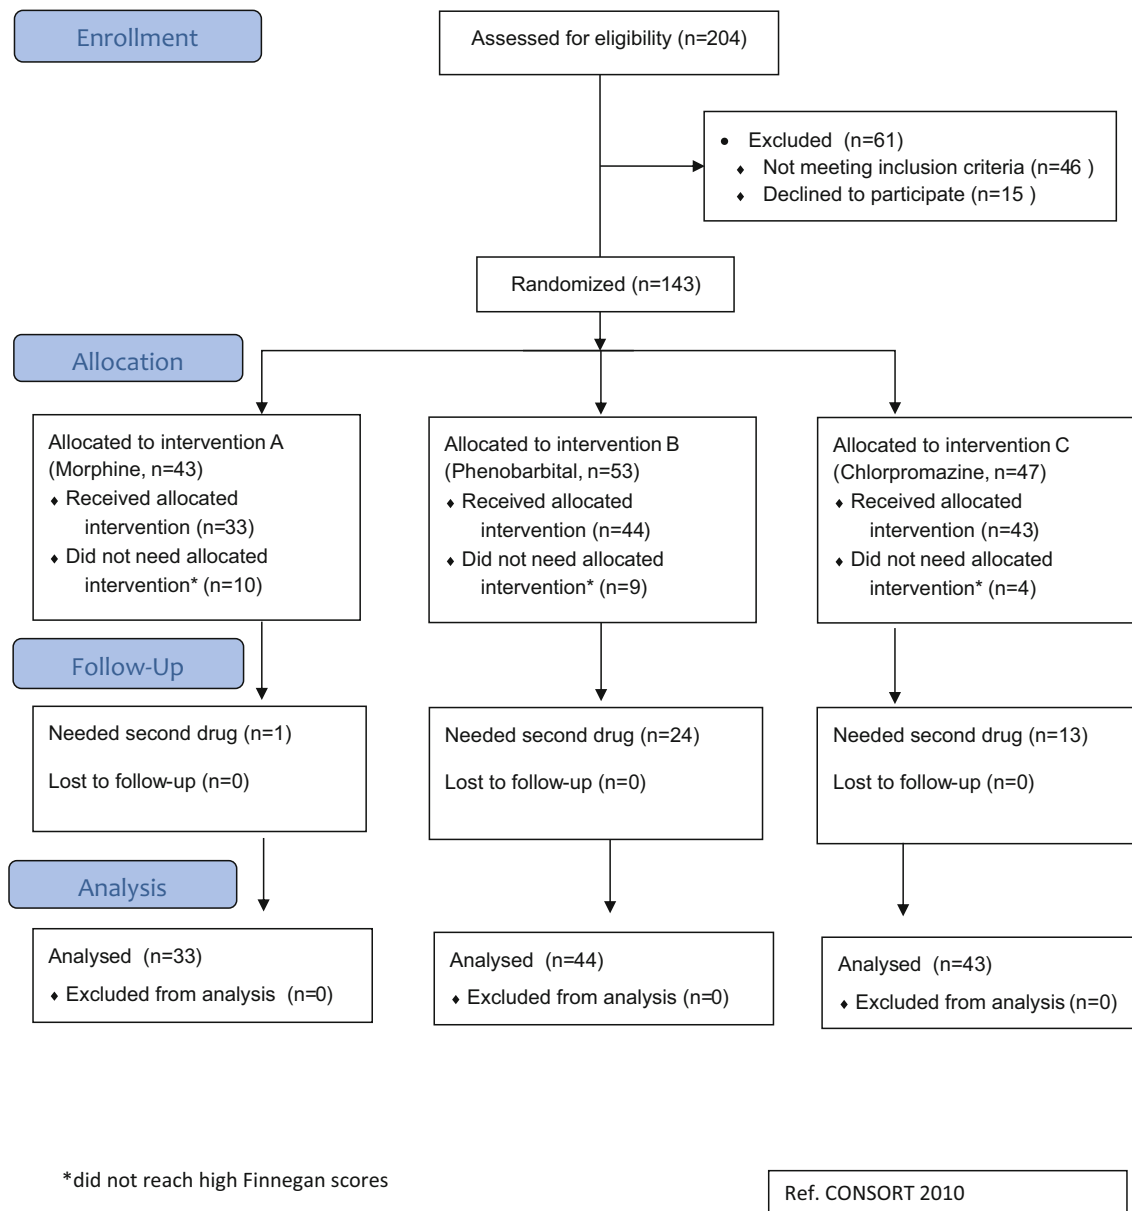 Enrollment
Assessed for eligibility (n=204)
• Excluded (n=61)
♦ Not meeting inclusion criteria (n=46 )
♦ Declined to participate (n=15 )
Randomized (n=143)
Allocation
Allocated to intervention A
(Morphine, n=43)
♦ Received allocated
intervention (n=33)
♦ Did not need allocated
intervention* (n=10)
Allocated to intervention B
(Phenobarbital, n=53)
♦ Received allocated
intervention (n=44)
♦ Did not need allocated
intervention* (n=9)
Allocated to intervention C
(Chlorpromazine, n=47)
♦ Received allocated
intervention (n=43)
♦ Did not need allocated
intervention* (n=4)
Follow-Up
Needed second drug (n=1)
Lost to follow-up (n=0)
Needed second drug (n=24)
Lost to follow-up (n=0)
Needed second drug (n=13)
Lost to follow-up (n=0)
Analysis
Analysed (n=33)
♦ Excluded from analysis (n=0)
Analysed (n=44)
♦ Excluded from analysis (n=0)
Analysed (n=43)
♦ Excluded from analysis (n=0)
*did not reach high Finnegan scores
Ref. CONSORT 2010